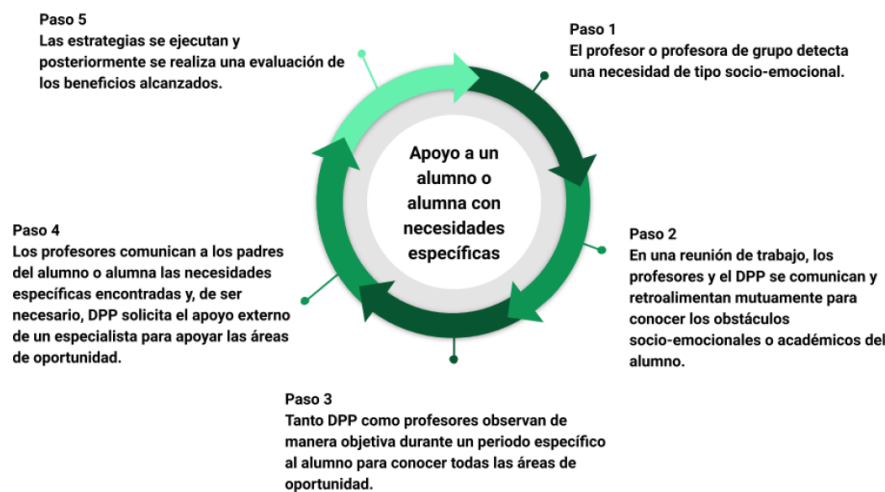 Paso 5
Las estrategias se ejecutan y
posteriormente se realiza una evaluación de
los beneficios alcanzados.
Paso 1
El profesor o profesora de grupo detecta
una necesidad de tipo socio-emocional.
Apoyo a un
alumno o
alumna con
necesidades
específicas
Paso 2
En una reunión de trabajo, los
profesores y el DPP se comunican y
retroalimentan mutuamente para
conocer los obstáculos
socio-emocionales o académicos del
alumno.
Paso 4
Los profesores comunican a los padres
del alumno o alumna las necesidades
específicas encontradas y, de ser
necesario, DPP solicita el apoyo externo
de un especialista para apoyar las áreas
de oportunidad.
Paso 3
Tanto DPP como profesores observan de
manera objetiva durante un periodo específico
al alumno para conocer todas las áreas de
oportunidad.